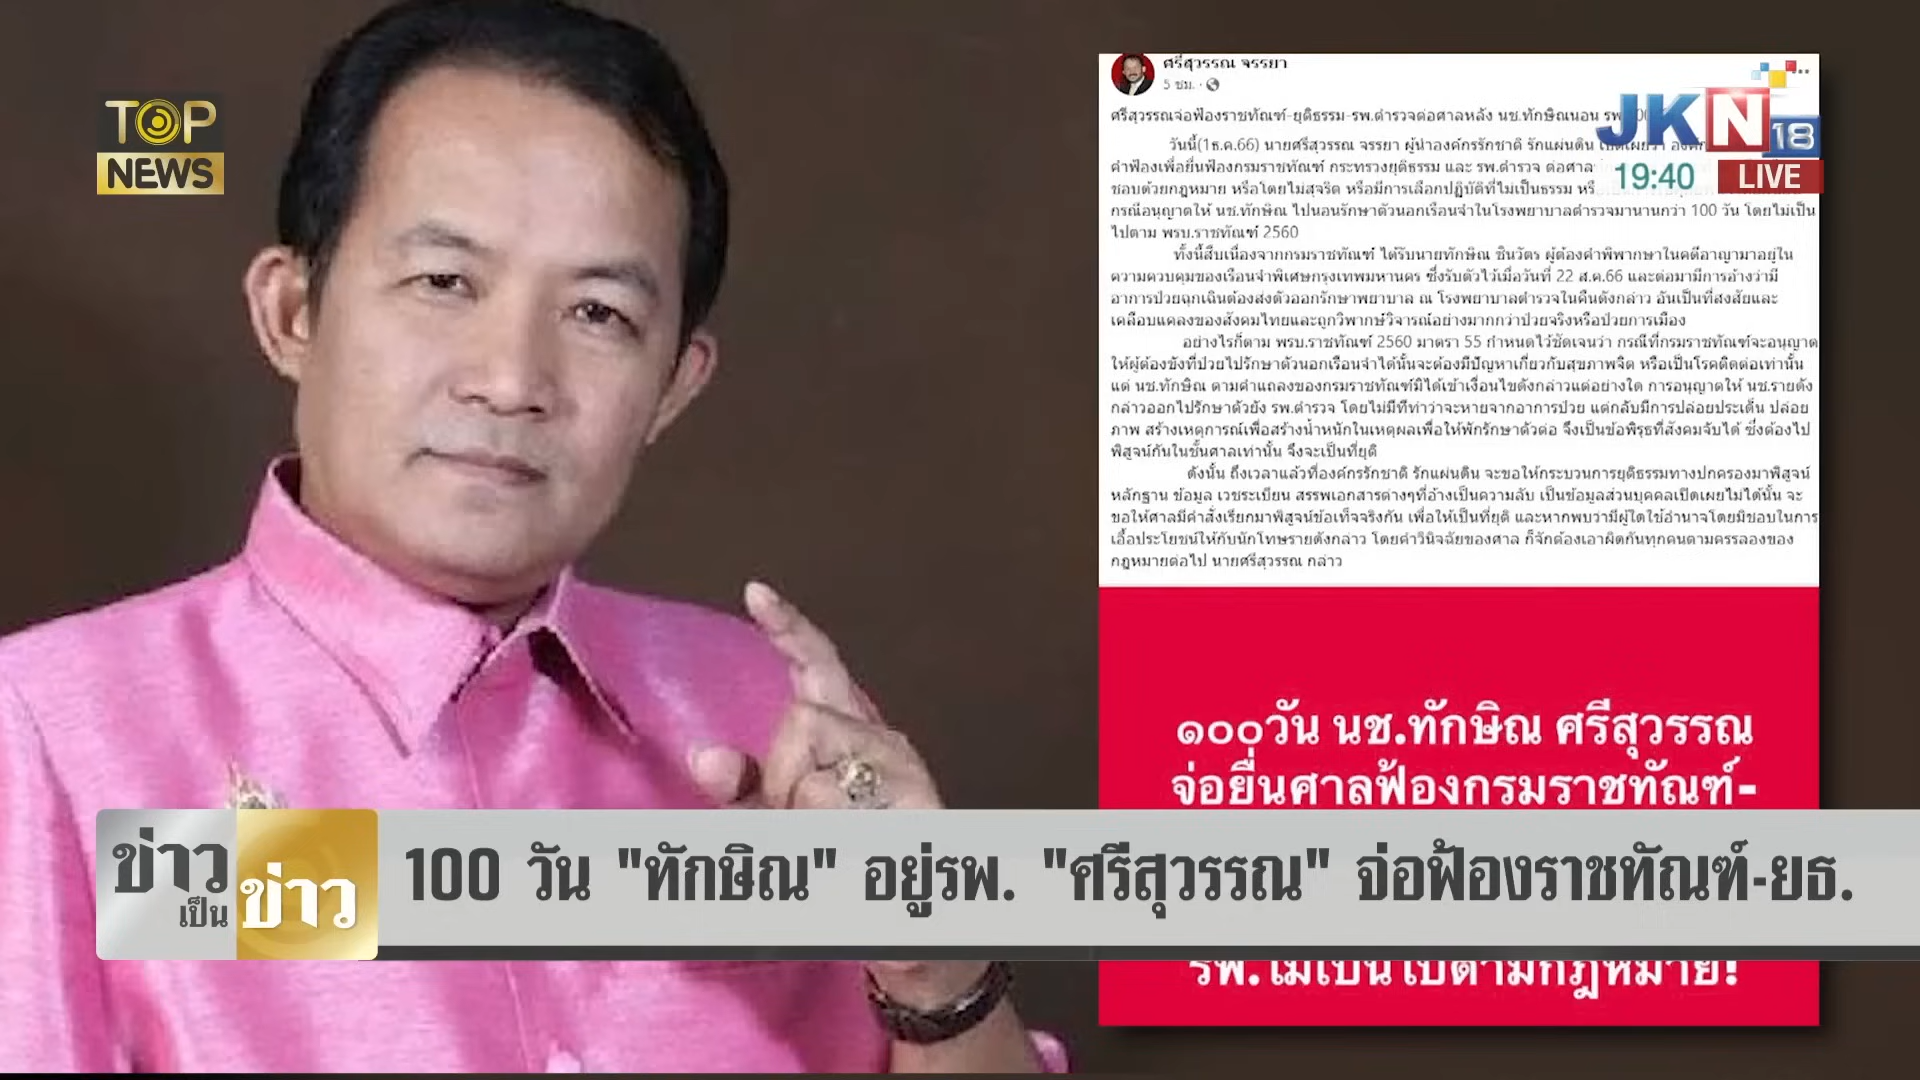 TOP
NEWS
ศรีสุวรรณ จรรยา
5 ชม.
JKN 18
19:40
LIVE
ศรีสุวรรณจ่อฟ้องราชทัณฑ์-ยุติธรรม-รพ.ตำรวจต่อศาลหลัง นช.ทักษิณนอน รพ.
วันนี้(1ธ.ค.66) นายศรีสุวรรณ จรรยา ผู้นำองค์กรรักชาติ รักแผ่นดิน เปิดเผยว่า
คำฟ้องเพื่อยื่นฟ้องกรมราชทัณฑ์ กระทรวงยุติธรรม และ รพ.ตำรวจ ต่อศาล
ชอบด้วยกฎหมาย หรือโดยไม่สุจริต หรือมีการเลือกปฏิบัติที่ไม่เป็นธรรม
กรณีอนุญาตให้ นช.ทักษิณ ไปนอนรักษาตัวนอกเรือนจำในโรงพยาบาลตำรวจมานานกว่า 100 วัน โดยไม่เป็น
ไปตาม พรบ.ราชทัณฑ์ 2560
ทั้งนี้สืบเนื่องจากกรมราชทัณฑ์ ได้รับนายทักษิณ ชินวัตร ผู้ต้องคำพิพากษาในคดีอาญามาอยู่ใน
ความควบคุมของเรือนจำพิเศษกรุงเทพมหานคร ซึ่งรับตัวไว้เมื่อวันที่ 22 ส.ค.66 และต่อมามีการอ้างว่ามี
อาการป่วยฉุกเฉินต้องส่งตัวออกรักษาพยาบาล ณ โรงพยาบาลตำรวจในคืนดังกล่าว อันเป็นที่สงสัยและ
เคลือบแคลงของสังคมไทยและถูกวิพากษ์วิจารณ์อย่างมากกว่าป่วยจริงหรือป่วยการเมือง
อย่างไรก็ตาม พรบ.ราชทัณฑ์ 2560 มาตรา 55 กำหนดไว้ชัดเจนว่า กรณีที่กรมราชทัณฑ์จะอนุญาต
ให้ผู้ต้องขังที่ป่วยไปรักษาตัวนอกเรือนจำได้นั้นจะต้องมีปัญหาเกี่ยวกับสุขภาพจิต หรือเป็นโรคติดต่อเท่านั้น
แต่ นช.ทักษิณ ตามคำแถลงของกรมราชทัณฑ์มิได้เข้าเงื่อนไขดังกล่าวแต่อย่างใด การอนุญาตให้ นช.รายดัง
กล่าวออกไปรักษาตัวยัง รพ.ตำรวจ โดยไม่มีทีท่าว่าจะหายจากอาการป่วย แต่กลับมีการปล่อยประเด็น ปล่อย
ภาพ สร้างเหตุการณ์เพื่อสร้างน้ำหนักในเหตุผลเพื่อให้พักรักษาตัวต่อ จึงเป็นข้อพิรุธที่สังคมจับได้ ซึ่งต้องไป
พิสูจน์กันในชั้นศาลเท่านั้น จึงจะเป็นที่ยุติ
ดังนั้น ถึงเวลาแล้วที่องค์กรรักชาติ รักแผ่นดิน จะขอให้กระบวนการยุติธรรมทางปกครองมาพิสูจน์
หลักฐาน ข้อมูล เวชระเบียน สรรพเอกสารต่างๆที่อ้างเป็นความลับ เป็นข้อมูลส่วนบุคคลเปิดเผยไม่ได้นั้น จะ
ขอให้ศาลมีคำสั่งเรียกมาพิสูจน์ข้อเท็จจริงกัน เพื่อให้เป็นที่ยุติ และหากพบว่ามีผู้ใดใช้อำนาจโดยมิชอบในการ
เอื้อประโยชน์ให้กับนักโทษรายดังกล่าว โดยคำวินิจฉัยของศาล ก็จักต้องเอาผิดกันทุกคนตามครรลองของ
กฎหมายต่อไป นายศรีสุวรรณ กล่าว
๑๐๐วัน นช.ทักษิณ ศรีสุวรรณ
จ่อยื่นศาลฟ้องกรมราชทัณฑ์-
ข่าวเป็นข่าว
100 วัน "ทักษิณ" อยู่รพ. "ศรีสุวรรณ" จ่อฟ้องราชทัณฑ์-ยธ.
รพ.ไม่เป็นไปตามกฎหมาย!